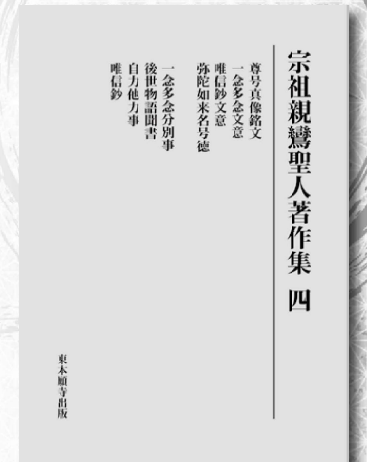 宗祖親鸞聖人著作集 四
尊号真像銘文
一念多念文意
唯信鈔文意
弥陀如来名号徳
一念多念分別事
後世物語聞書
自力他力事
唯信鈔
東本願寺出版